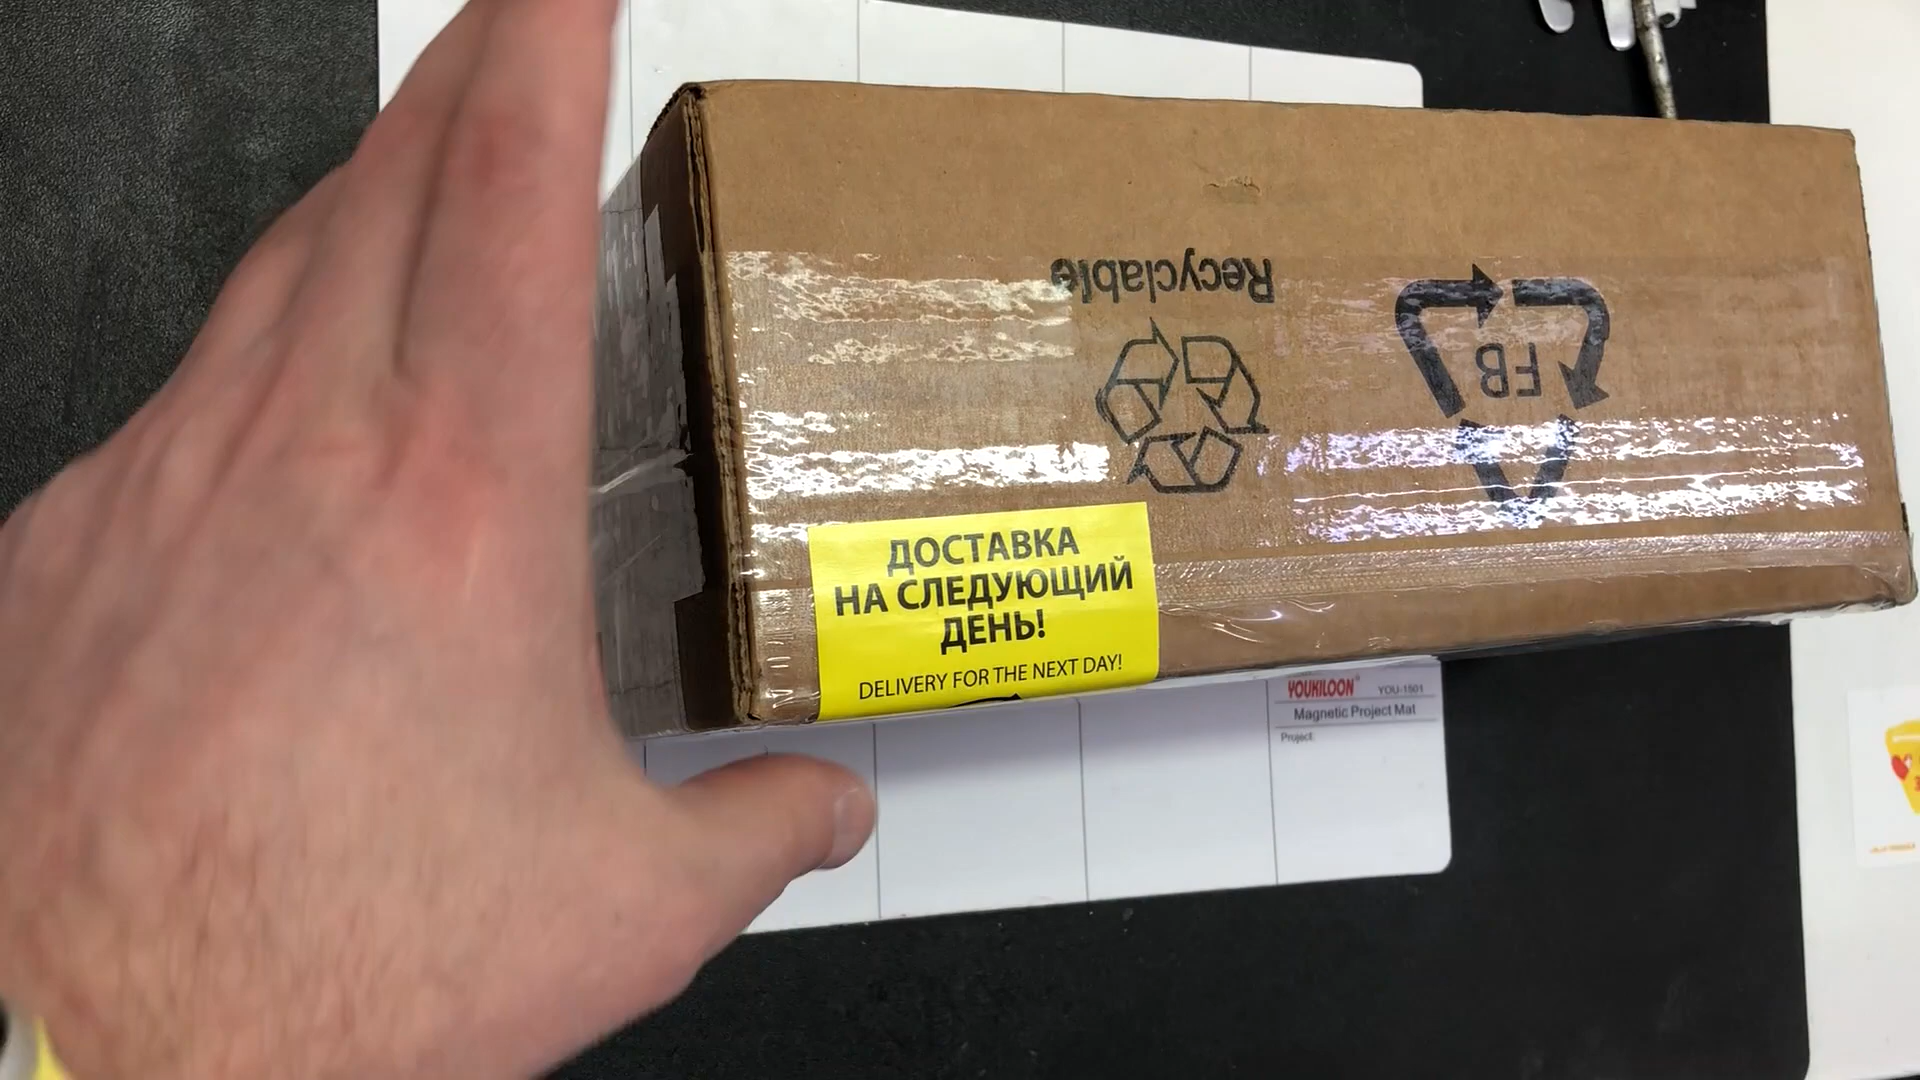 Recyclable
FB
ДОСТАВКА
НА СЛЕДУЮЩИЙ
ДЕНЬ!
DELIVERY FOR THE NEXT DAY!
YOUKILOON® YOU-1501
Magnetic Project Mat
Project: